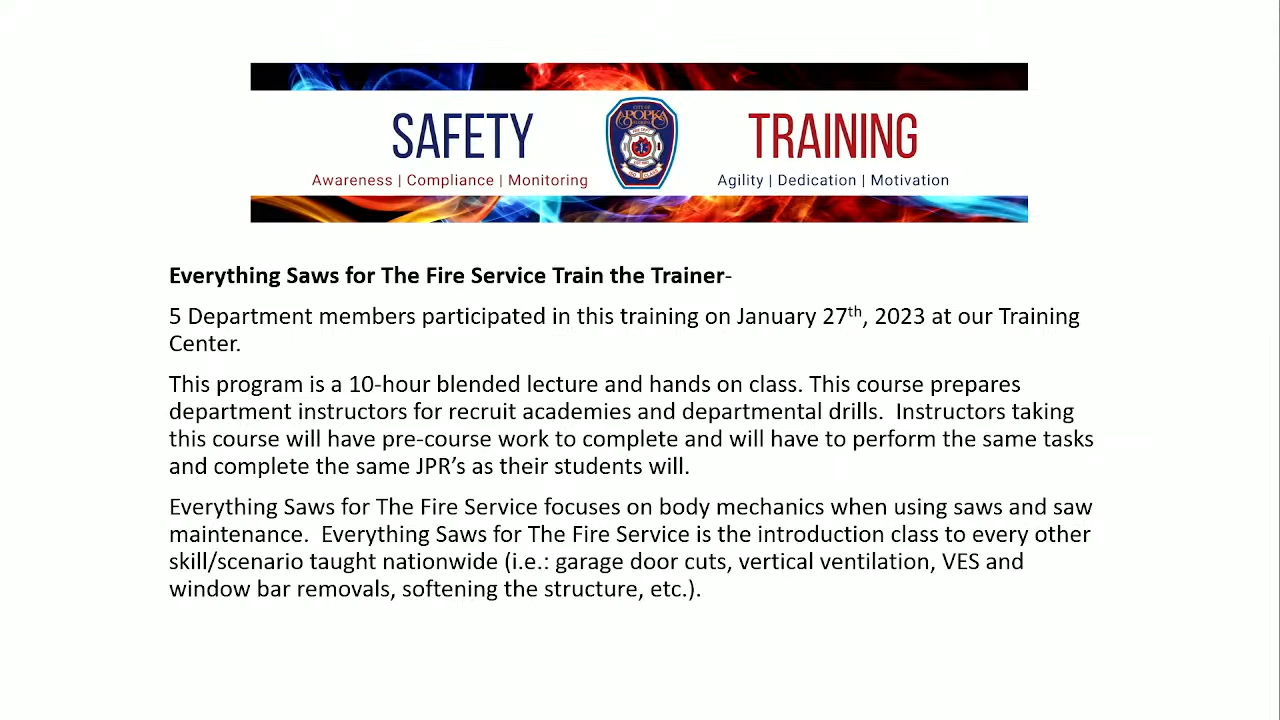 SAFETY
Awareness | Compliance | Monitoring
CITY OF
APOPKA
TRAINING
Agility | Dedication | Motivation
Everything Saws for The Fire Service Train the Trainer-
5 Department members participated in this training on January 27th, 2023 at our Training
Center.
This program is a 10-hour blended lecture and hands on class. This course prepares
department instructors for recruit academies and departmental drills.  Instructors taking
this course will have pre-course work to complete and will have to perform the same tasks
and complete the same JPR’s as their students will.
Everything Saws for The Fire Service focuses on body mechanics when using saws and saw
maintenance.  Everything Saws for The Fire Service is the introduction class to every other
skill/scenario taught nationwide (i.e.: garage door cuts, vertical ventilation, VES and
window bar removals, softening the structure, etc.).